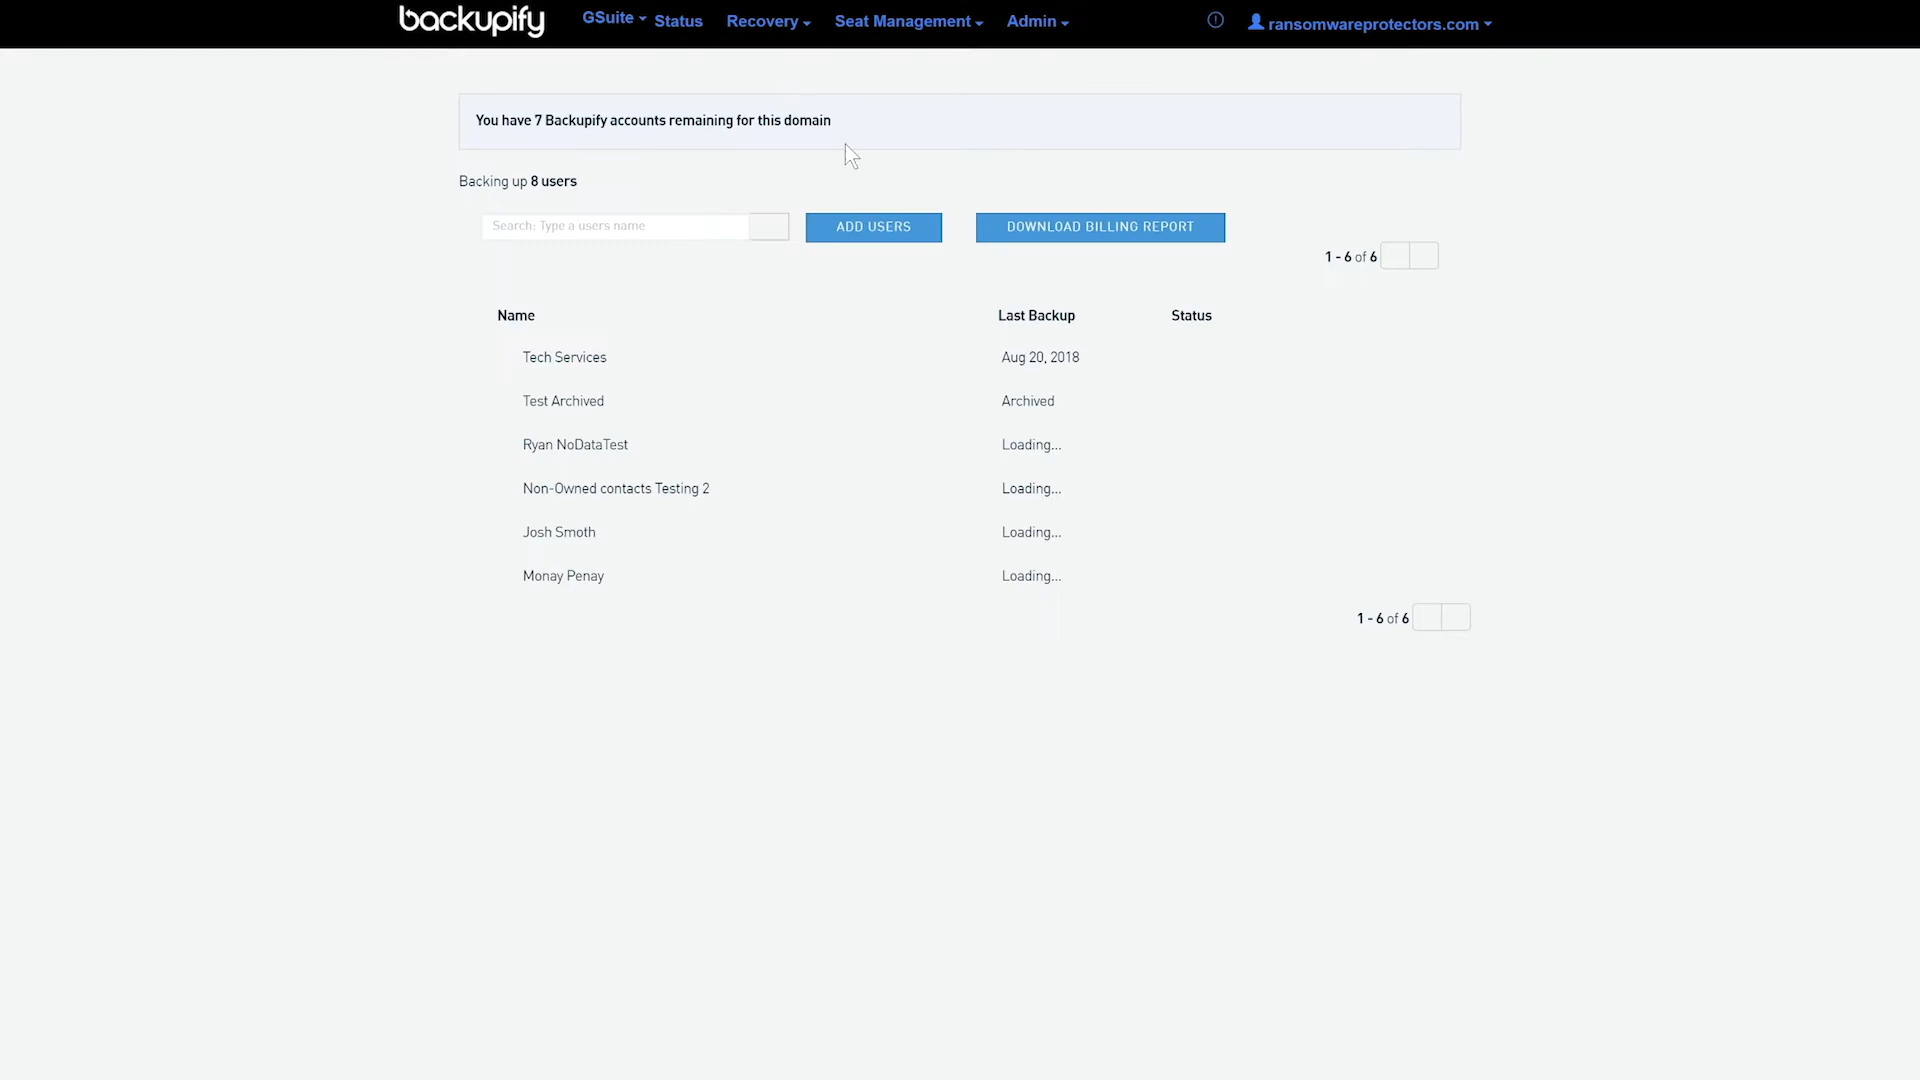 backupify GSuite Status Recovery Seat Management Admin ransomwareprotectors.com
You have 7 Backupify accounts remaining for this domain
Backing up 8 users
Search: Type a users name ADD USERS DOWNLOAD BILLING REPORT
1 - 6 of 6
Name Last Backup Status
Tech Services Aug 20, 2018
Test Archived Archived
Ryan NoDataTest Loading...
Non-Owned contacts Testing 2 Loading...
Josh Smoth Loading...
Monay Penay Loading...
1 - 6 of 6